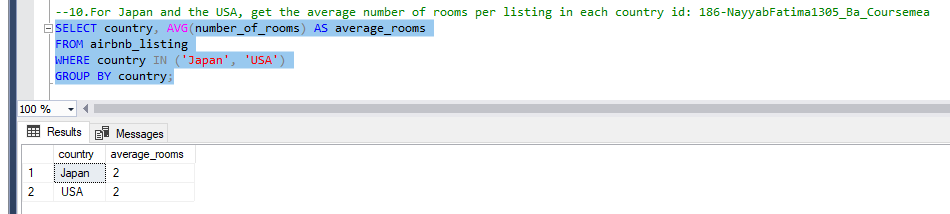 --10.For Japan and the USA, get the average number of rooms per listing in each country id: 186-NayyabFatima1305_Ba_Coursemea
SELECT country, AVG(number_of_rooms) AS average_rooms
FROM airbnb_listing
WHERE country IN ('Japan', 'USA')
GROUP BY country;
100 %
Results Messages
country average_rooms
1 Japan 2
2 USA 2